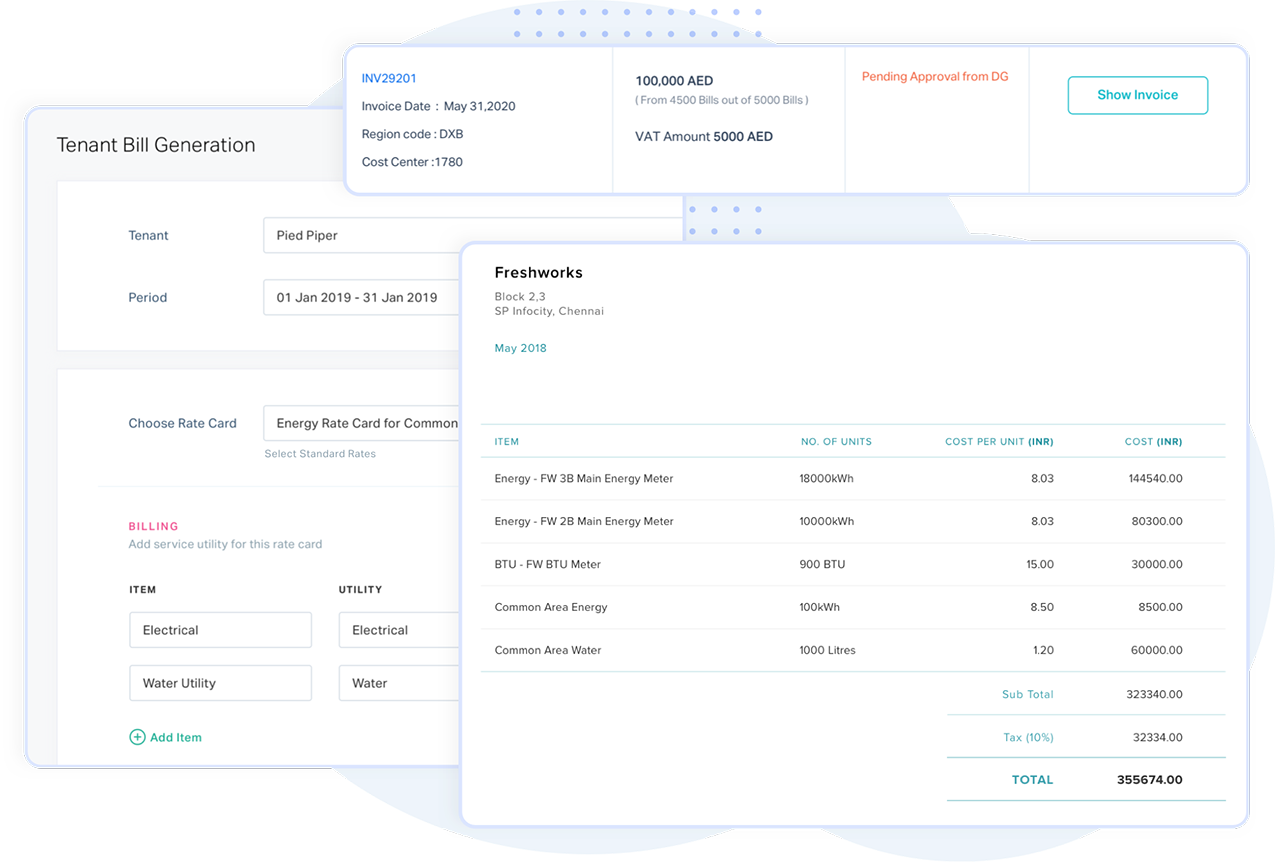 INV29201
Invoice Date : May 31,2020
Region code : DXB
Cost Center :1780
100,000 AED
( From 4500 Bills out of 5000 Bills )
VAT Amount 5000 AED
Pending Approval from DG
Show Invoice
Tenant Bill Generation
Tenant Pied Piper
Period 01 Jan 2019 - 31 Jan 2019
Choose Rate Card Energy Rate Card for Common
Select Standard Rates
BILLING
Add service utility for this rate card
ITEM UTILITY
Electrical Electrical
Water Utility Water
Add Item
Freshworks
Block 2,3
SP Infocity, Chennai
May 2018
ITEM NO. OF UNITS COST PER UNIT (INR) COST (INR)
Energy - FW 3B Main Energy Meter 18000kWh 8.03 144540.00
Energy - FW 2B Main Energy Meter 10000kWh 8.03 80300.00
BTU - FW BTU Meter 900 BTU 15.00 30000.00
Common Area Energy 100kWh 8.50 8500.00
Common Area Water 1000 Litres 1.20 60000.00
Sub Total 323340.00
Tax (10%) 32334.00
TOTAL 355674.00